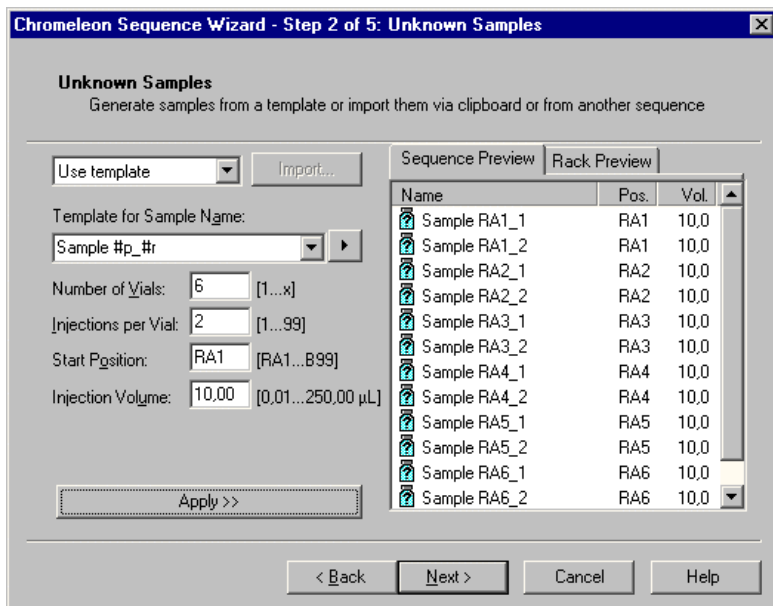 Chromeleon Sequence Wizard - Step 2 of 5: Unknown Samples
Unknown Samples
Generate samples from a template or import them via clipboard or from another sequence
Use template
Import...
Template for Sample Name:
Sample #p_#r
Number of Vials: 6 [1...x]
Injections per Vial: 2 [1...99]
Start Position: RA1 [RA1...B99]
Injection Volume: 10,00 [0,01...250,00 µL]
Apply >>
Sequence Preview Rack Preview
Name Pos. Vol.
Sample RA1_1 RA1 10,0
Sample RA1_2 RA1 10,0
Sample RA2_1 RA2 10,0
Sample RA2_2 RA2 10,0
Sample RA3_1 RA3 10,0
Sample RA3_2 RA3 10,0
Sample RA4_1 RA4 10,0
Sample RA4_2 RA4 10,0
Sample RA5_1 RA5 10,0
Sample RA5_2 RA5 10,0
Sample RA6_1 RA6 10,0
Sample RA6_2 RA6 10,0
< Back Next > Cancel Help